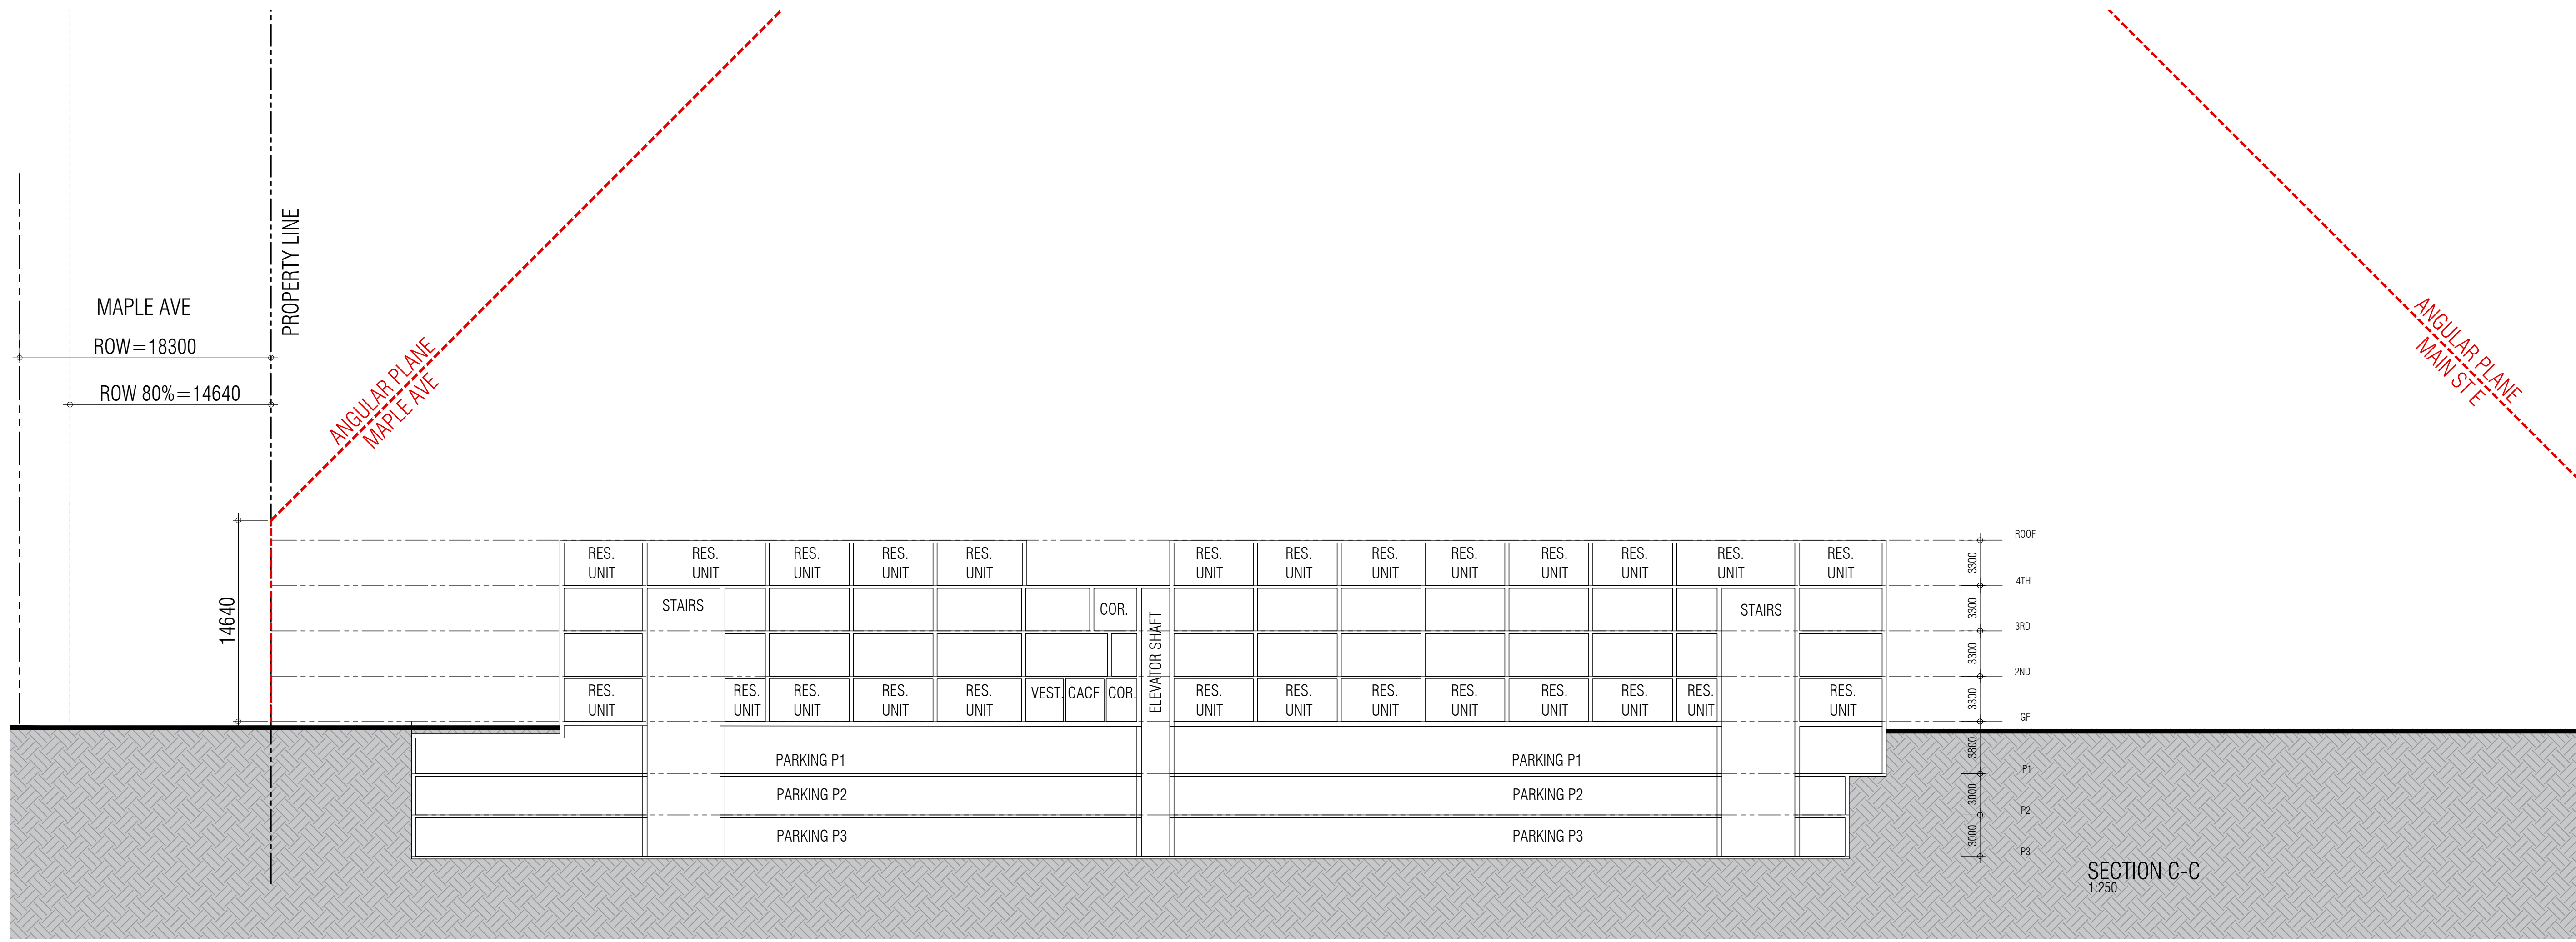 PROPERTY LINE
MAPLE AVE
ROW=18300
ROW 80%=14640
ANGULAR PLANE
MAPLE AVE
ANGULAR PLANE
MAIN ST E
14640
RES. UNIT
RES. UNIT
RES. UNIT
RES. UNIT
RES. UNIT
RES. UNIT
RES. UNIT
RES. UNIT
RES. UNIT
RES. UNIT
RES. UNIT
RES. UNIT
RES. UNIT
STAIRS
COR.
ELEVATOR SHAFT
STAIRS
RES. UNIT
RES. UNIT
RES. UNIT
RES. UNIT
RES. UNIT
VEST.
CACF
COR.
RES. UNIT
RES. UNIT
RES. UNIT
RES. UNIT
RES. UNIT
RES. UNIT
RES. UNIT
RES. UNIT
PARKING P1
PARKING P1
PARKING P2
PARKING P2
PARKING P3
PARKING P3
ROOF
3300
4TH
3300
3RD
3300
2ND
3300
GF
3800
P1
3000
P2
3000
P3
SECTION C-C
1:250